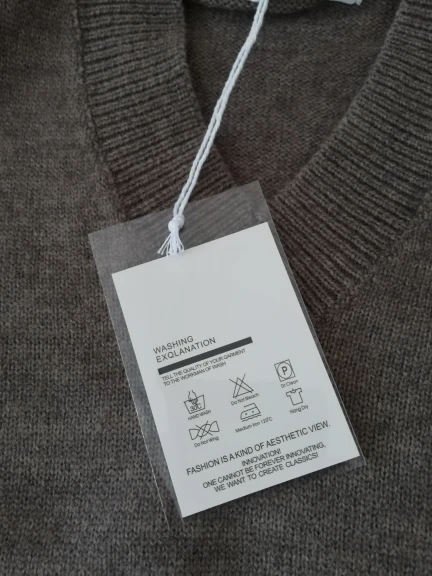 WASHING
EXQLANATION
TELL THE QUALITY OF YOUR GARMENT
TO THE WORKMAN OF WASH
30°C
P
HAND WASH
Do Not Bleach
Dr.Clean
Do Not Wring
Medium Iron 120°C
Hang Dry
FASHION IS A KIND OF AESTHETIC VIEW.
INNOVATION!
ONE CANNOT BE FOREVER INNOVATING,
WE WANT TO CREATE CLASSICS!